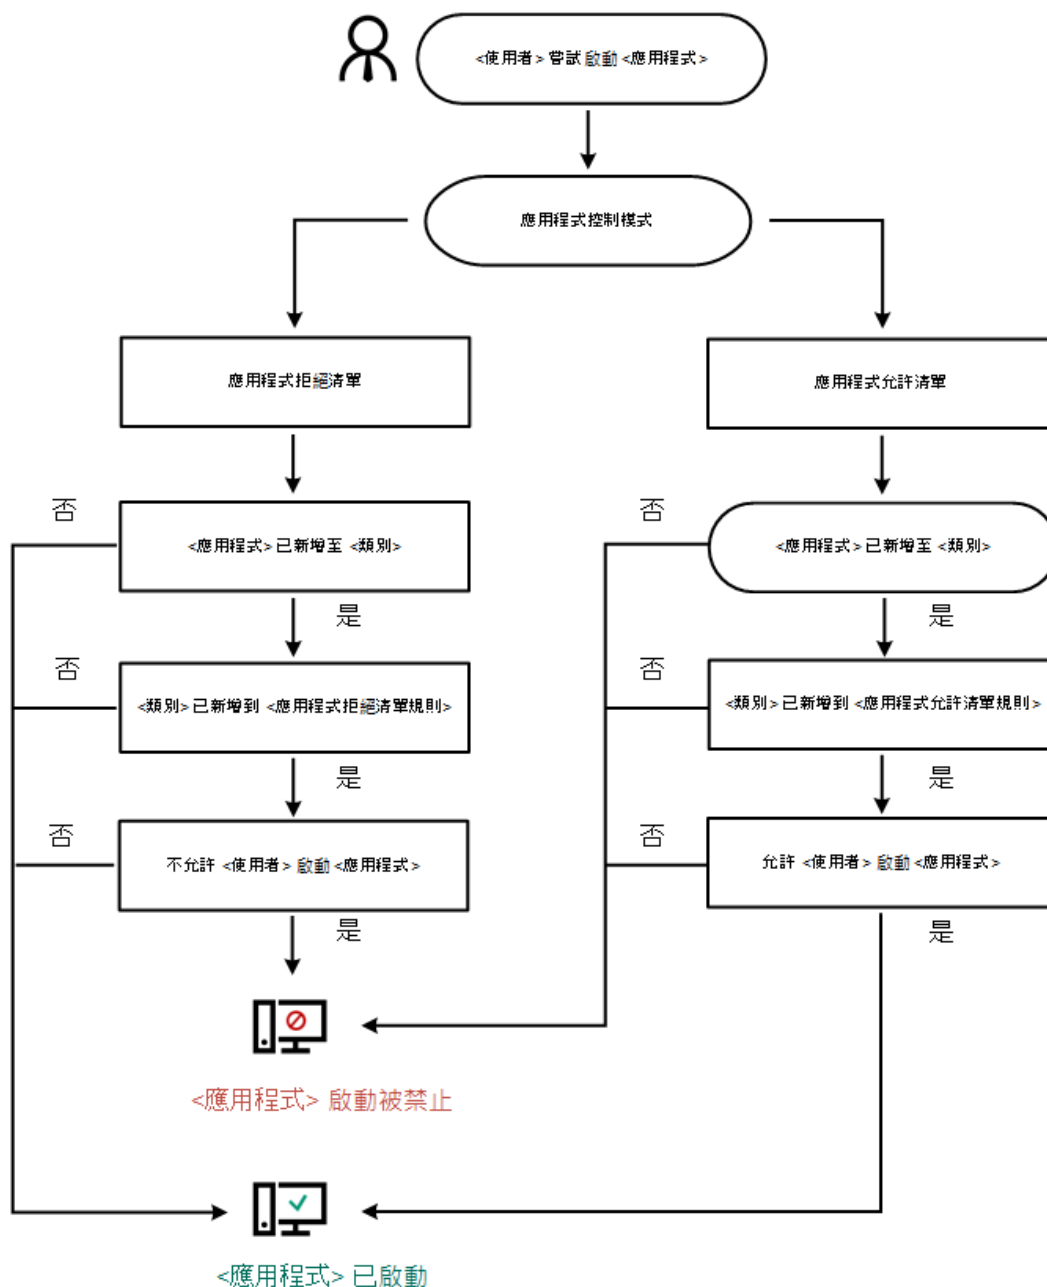 <使用者> 嘗試 啟動 <應用程式>
應用程式控制模式
應用程式拒絕清單
應用程式允許清單
否
<應用程式> 已新增至 <類別>
否
<應用程式> 已新增至 <類別>
是
是
否
<類別> 已新增到 <應用程式拒絕清單規則>
否
<類別> 已新增到 <應用程式允許清單規則>
是
是
否
不允許 <使用者> 啟動 <應用程式>
否
允許 <使用者> 啟動 <應用程式>
是
是
<應用程式> 啟動被禁止
<應用程式> 已啟動